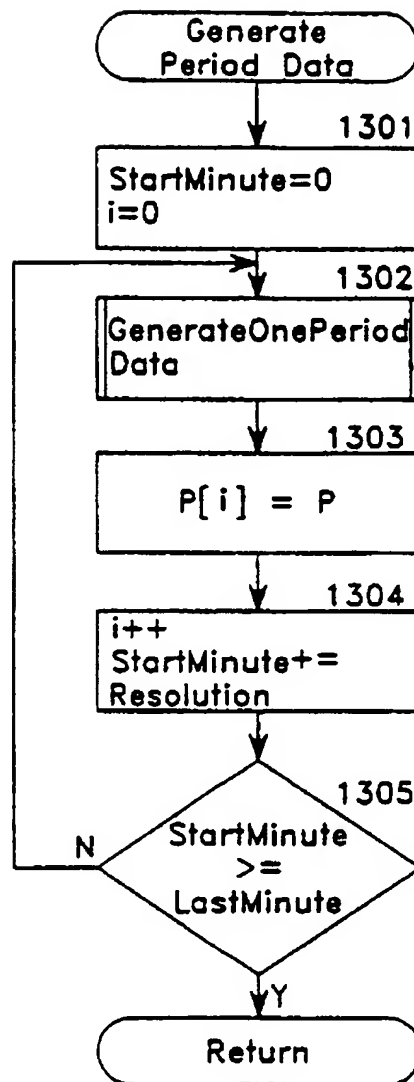 Generate
Period Data
1301
StartMinute=0
i=0
1302
GenerateOnePeriod
Data
1303
P[i] = P
1304
i++
StartMinute+=
Resolution
1305
StartMinute
>=
LastMinute
N
Y
Return